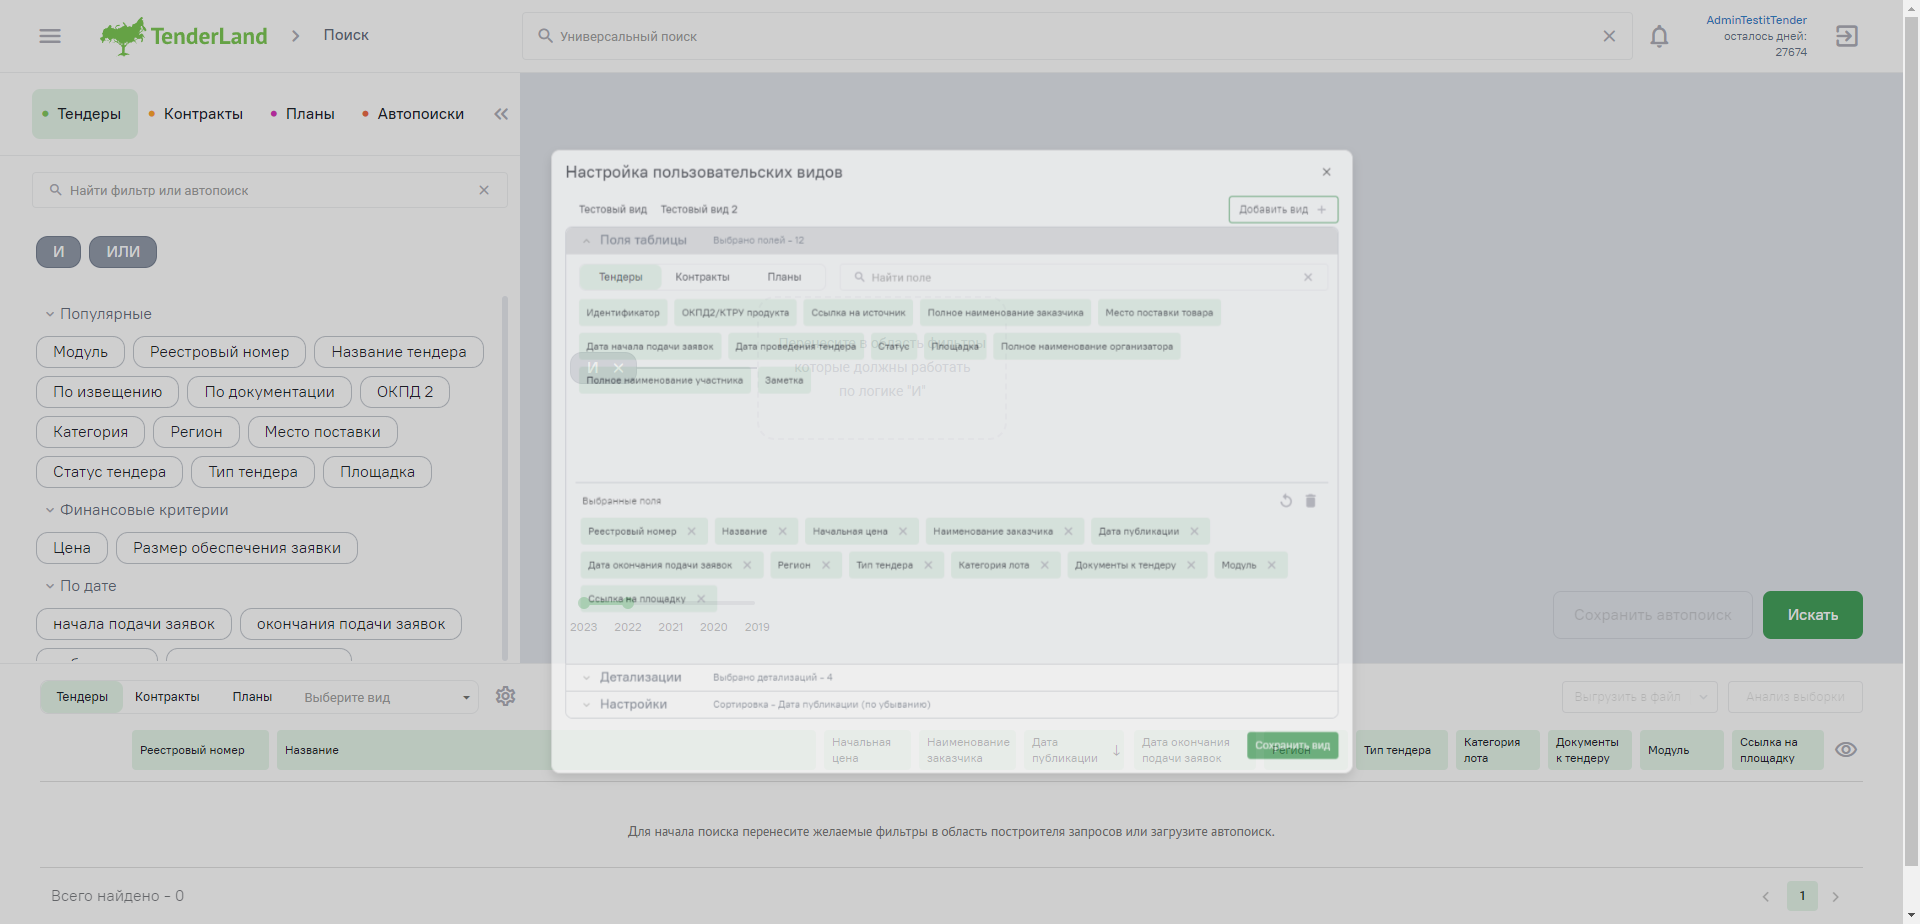 TenderLand
Поиск
Универсальный поиск
AdminTestitTender
осталось дней:
27674
Тендеры
Контракты
Планы
Автопоиски
Найти фильтр или автопоиск
И
ИЛИ
Популярные
Модуль
Реестровый номер
Название тендера
По извещению
По документации
ОКПД 2
Категория
Регион
Место поставки
Статус тендера
Тип тендера
Площадка
Финансовые критерии
Цена
Размер обеспечения заявки
По дате
начала подачи заявок
окончания подачи заявок
Настройка пользовательских видов
Тестовый вид
Тестовый вид 2
Добавить вид
Поля таблицы
Выбрано полей - 12
Тендеры
Контракты
Планы
Найти поле
Идентификатор
ОКПД2/КТРУ продукта
Ссылка на источник
Полное наименование заказчика
Место поставки товара
Дата начала подачи заявок
Дата проведения тендера
Статус
Площадка
Полное наименование организатора
Полное наименование участника
Заметка
И
Перенесите в область фильтры
которые должны работать
по логике "И"
Выбранные поля
Реестровый номер
Название
Начальная цена
Наименование заказчика
Дата публикации
Дата окончания подачи заявок
Регион
Тип тендера
Категория лота
Документы к тендеру
Модуль
Ссылка на площадку
2023
2022
2021
2020
2019
Детализации
Выбрано детализаций - 4
Настройки
Сортировка - Дата публикации (по убыванию)
Сохранить вид
Сохранить автопоиск
Искать
Тендеры
Контракты
Планы
Выберите вид
Выгрузить в файл
Анализ выборки
Реестровый номер
Название
Начальная
цена
Наименование
заказчика
Дата
публикации
Дата окончания
подачи заявок
Регион
Тип тендера
Категория
лота
Документы
к тендеру
Модуль
Ссылка на
площадку
Для начала поиска перенесите желаемые фильтры в область построителя запросов или загрузите автопоиск.
Всего найдено - 0
1